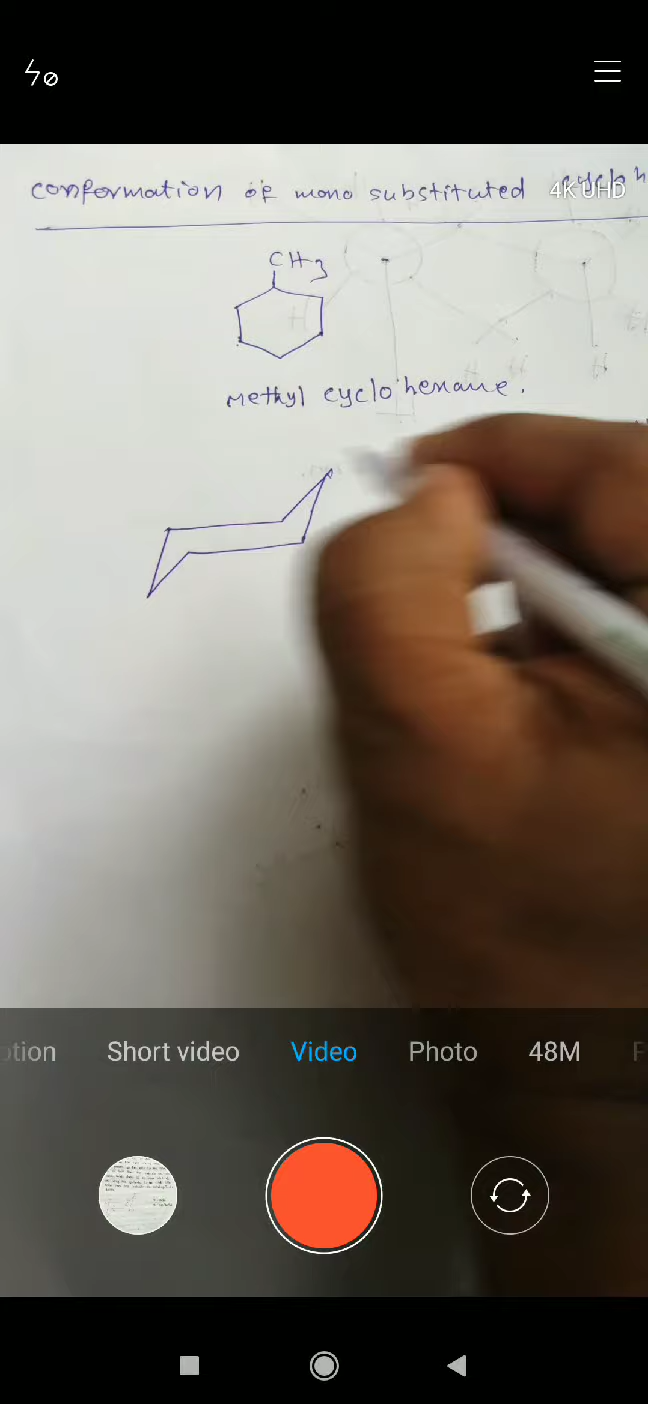 4K UHD
conformation of mono substituted
CH3
Methyl cyclohexane.
Short video Video Photo 48M